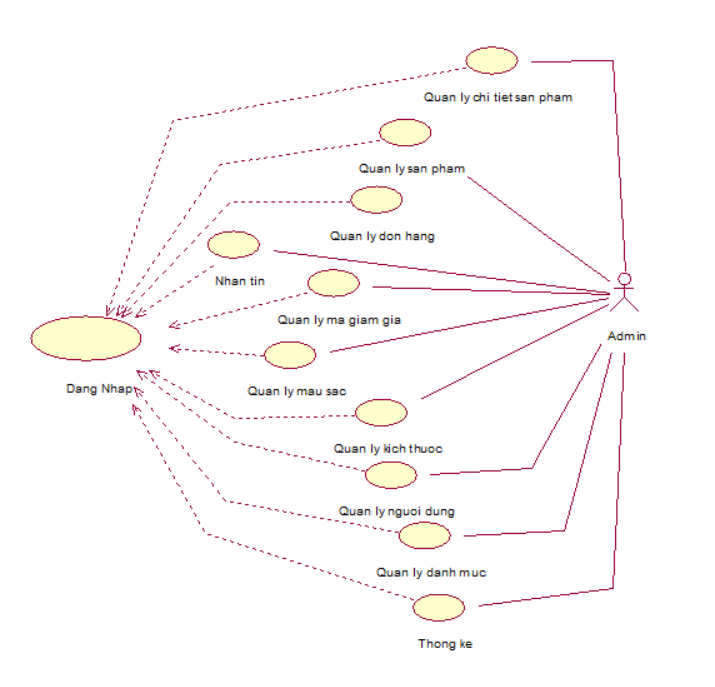 Quan ly chi tiet san pham
Quan ly san pham
Quan ly don hang
Nhan tin
Quan ly ma giam gia
Admin
Dang Nhap
Quan ly mau sac
Quan ly kich thuoc
Quan ly nguoi dung
Quan ly danh muc
Thong ke